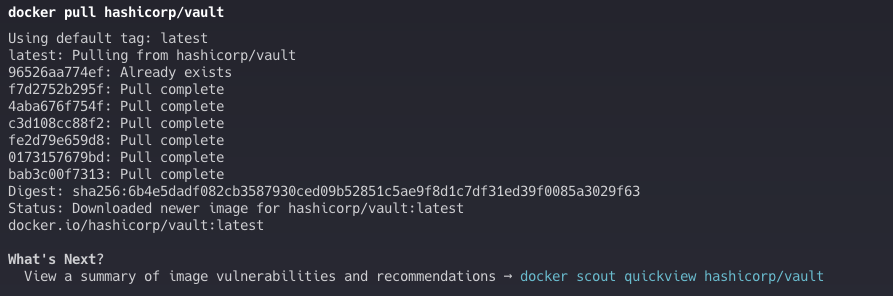 docker pull hashicorp/vault
Using default tag: latest
latest: Pulling from hashicorp/vault
96526aa774ef: Already exists
f7d2752b295f: Pull complete
4aba676f754f: Pull complete
c3d108cc88f2: Pull complete
fe2d79e659d8: Pull complete
0173157679bd: Pull complete
bab3c00f7313: Pull complete
Digest: sha256:6b4e5dadf082cb3587930ced09b52851c5ae9f8d1c7df31ed39f0085a3029f63
Status: Downloaded newer image for hashicorp/vault:latest
docker.io/hashicorp/vault:latest
What's Next?
View a summary of image vulnerabilities and recommendations → docker scout quickview hashicorp/vault